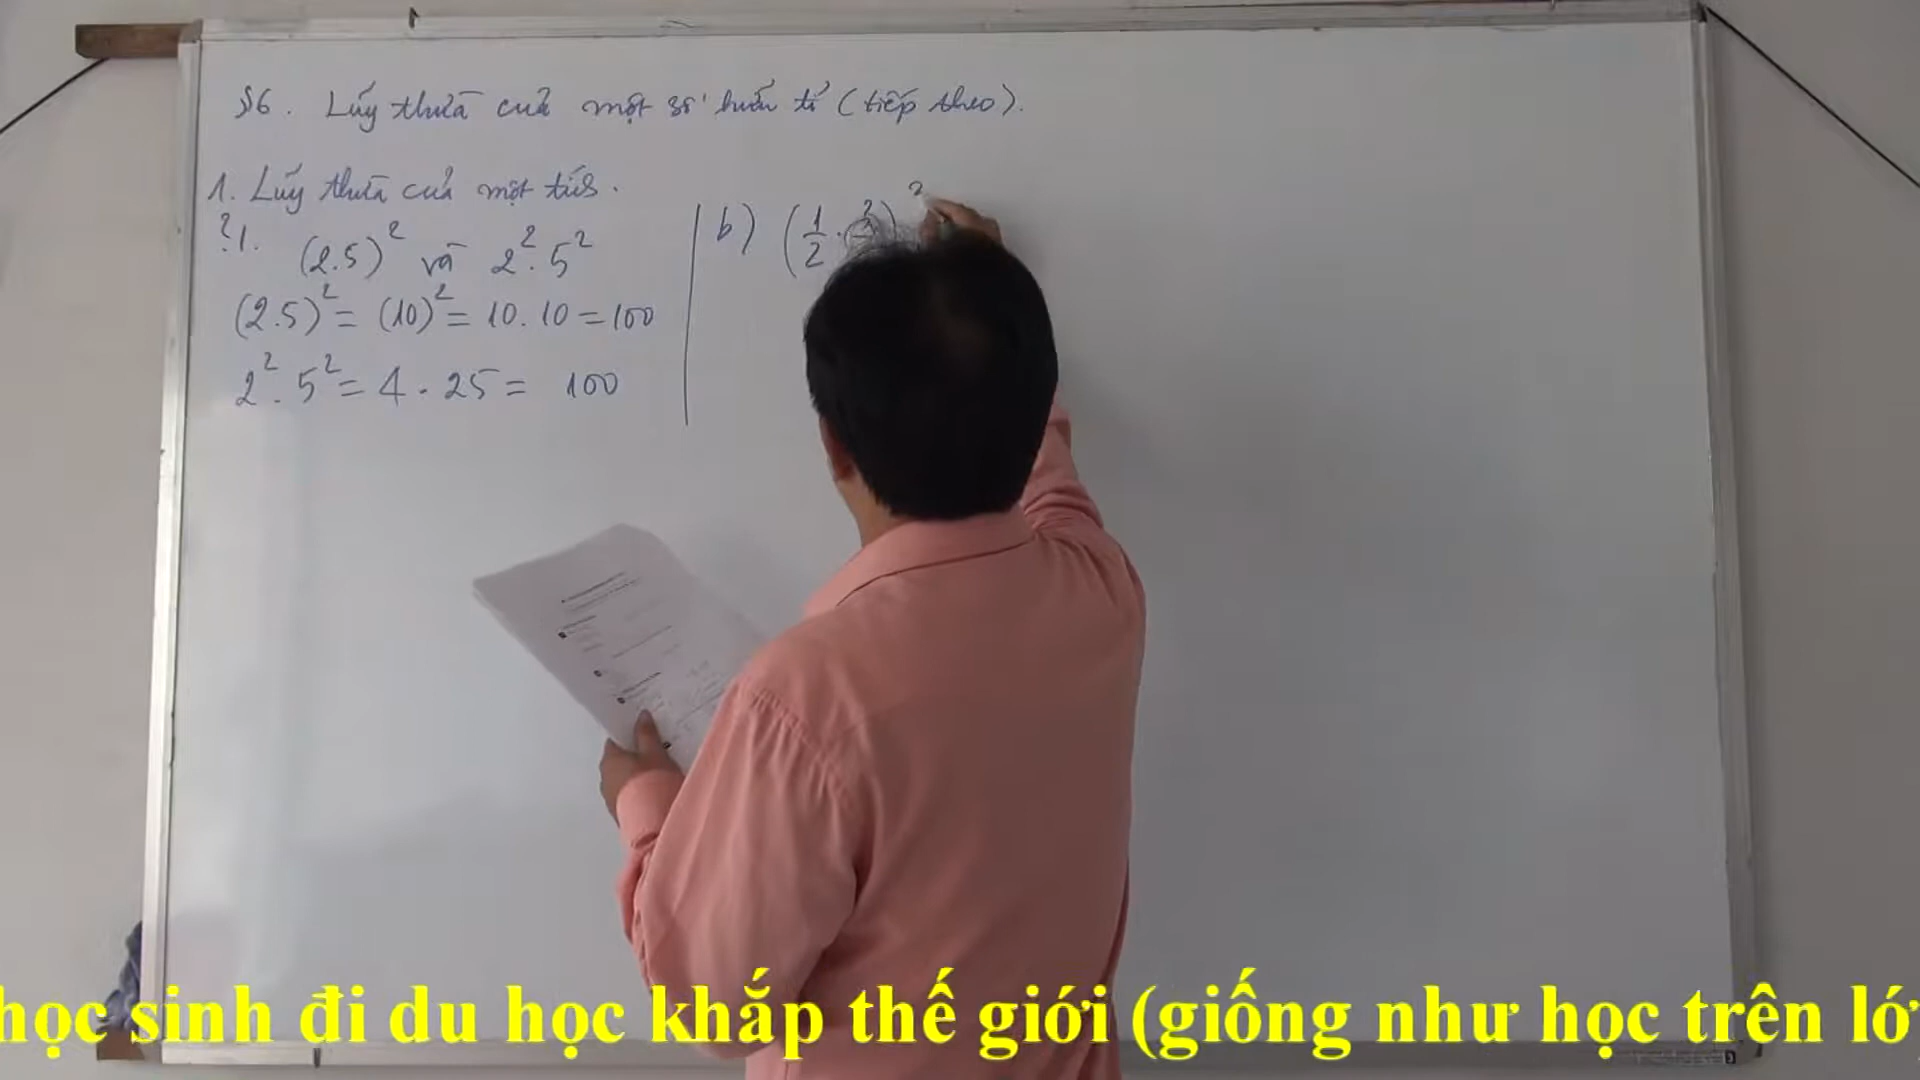 §6. Lũy thừa của một số hữu tỉ (tiếp theo).
1. Lũy thừa của một tích.
?1. (2.5)² và 2².5²
(2.5)² = (10)² = 10.10 = 100
2².5² = 4.25 = 100
b) (1/2 .
học sinh đi du học khắp thế giới (giống như học trên lớ